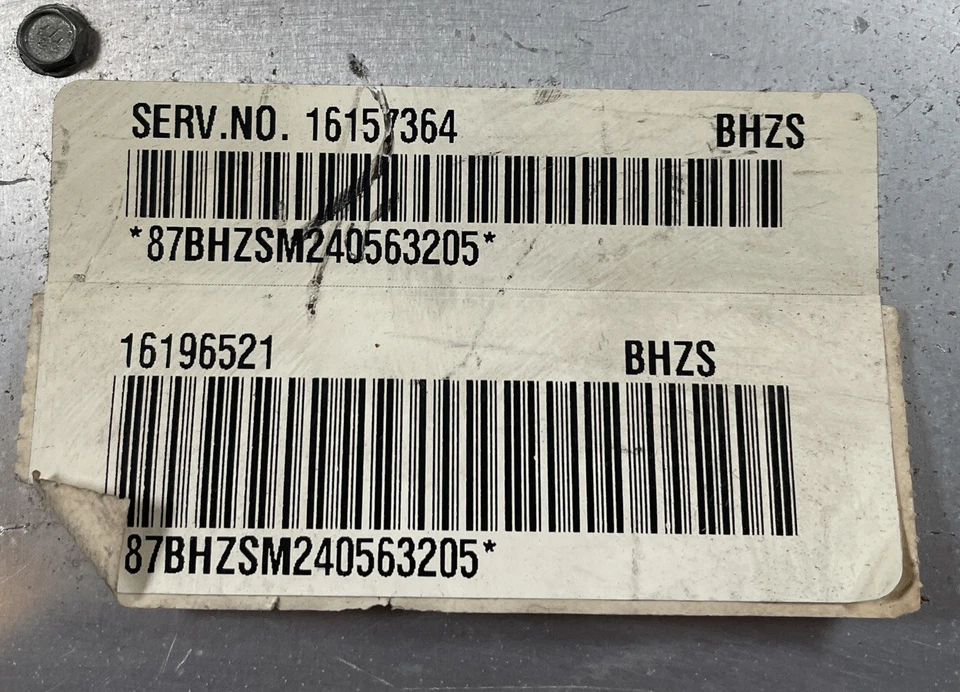 SERV.NO. 16157364 BHZS
*87BHZSM240563205*
16196521 BHZS
87BHZSM240563205*